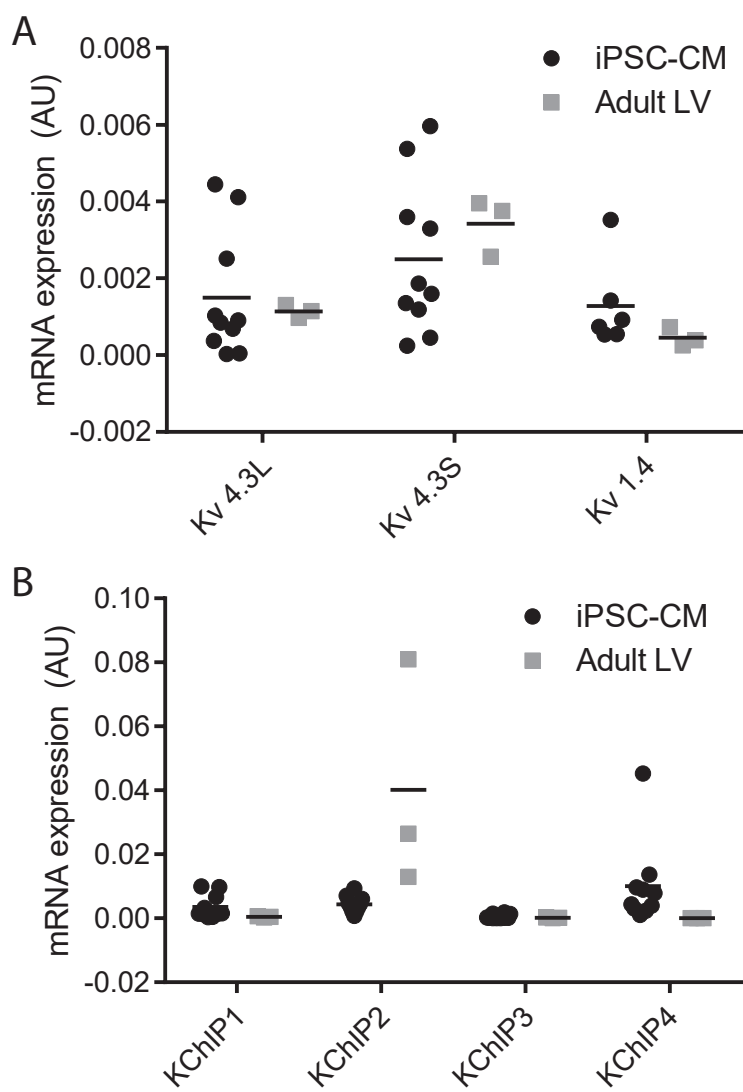 A
0.008
0.006
0.004
0.002
0.000
-0.002
mRNA expression (AU)
iPSC-CM
Adult LV
Kv 4.3L
Kv 4.3S
Kv 1.4
B
0.10
0.08
0.06
0.04
0.02
0.00
-0.02
mRNA expression (AU)
iPSC-CM
Adult LV
KChIP1
KChIP2
KChIP3
KChIP4